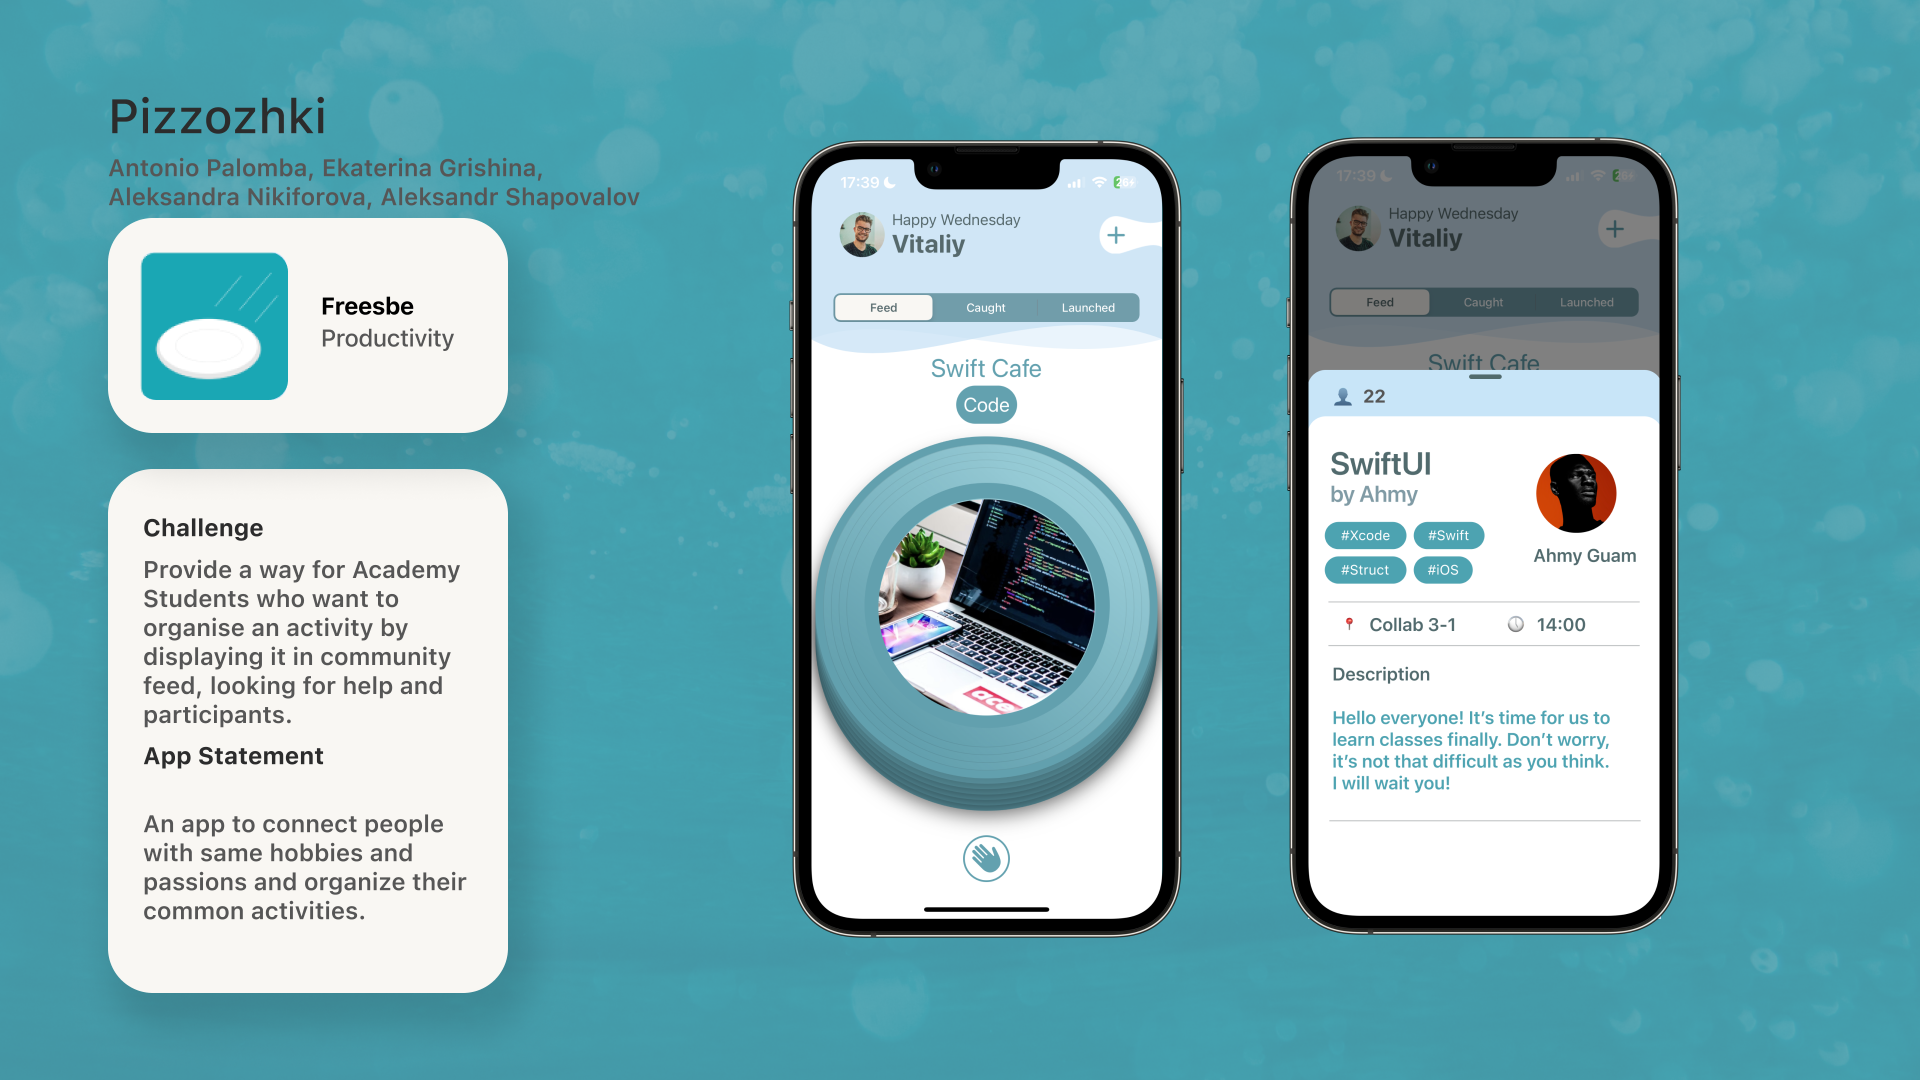 Pizzozhki
Antonio Palomba, Ekaterina Grishina,
Aleksandra Nikiforova, Aleksandr Shapovalov
Freesbe
Productivity
Challenge
Provide a way for Academy
Students who want to
organise an activity by
displaying it in community
feed, looking for help and
participants.
App Statement
An app to connect people
with same hobbies and
passions and organize their
common activities.
17:39
Happy Wednesday
Vitaliy
Feed
Caught
Launched
Swift Cafe
Code
17:39
Happy Wednesday
Vitaliy
Feed
Caught
Launched
Swift Cafe
22
SwiftUI
by Ahmy
#Xcode
#Swift
#Struct
#iOS
Ahmy Guam
Collab 3-1
14:00
Description
Hello everyone! It’s time for us to
learn classes finally. Don’t worry,
it’s not that difficult as you think.
I will wait you!